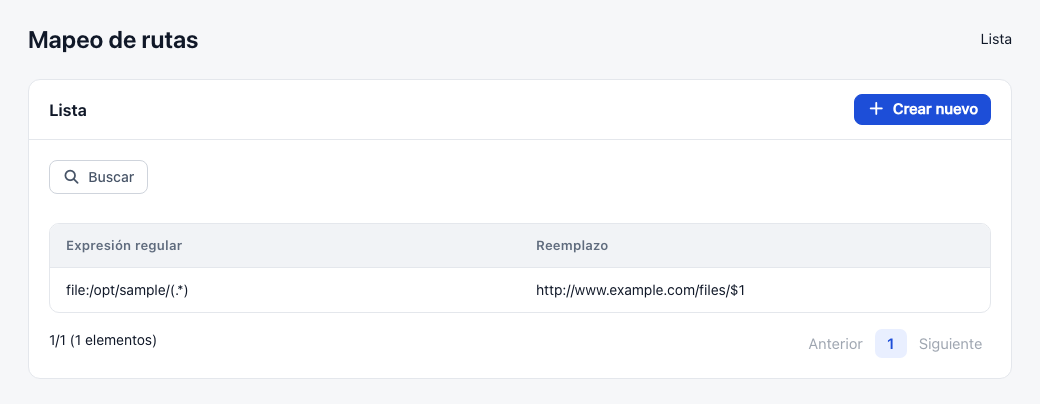 Mapeo de rutas
Lista
Lista
Crear nuevo
Buscar
Expresión regular Reemplazo
file:/opt/sample/(.*) http://www.example.com/files/$1
1/1 (1 elementos)
Anterior 1 Siguiente